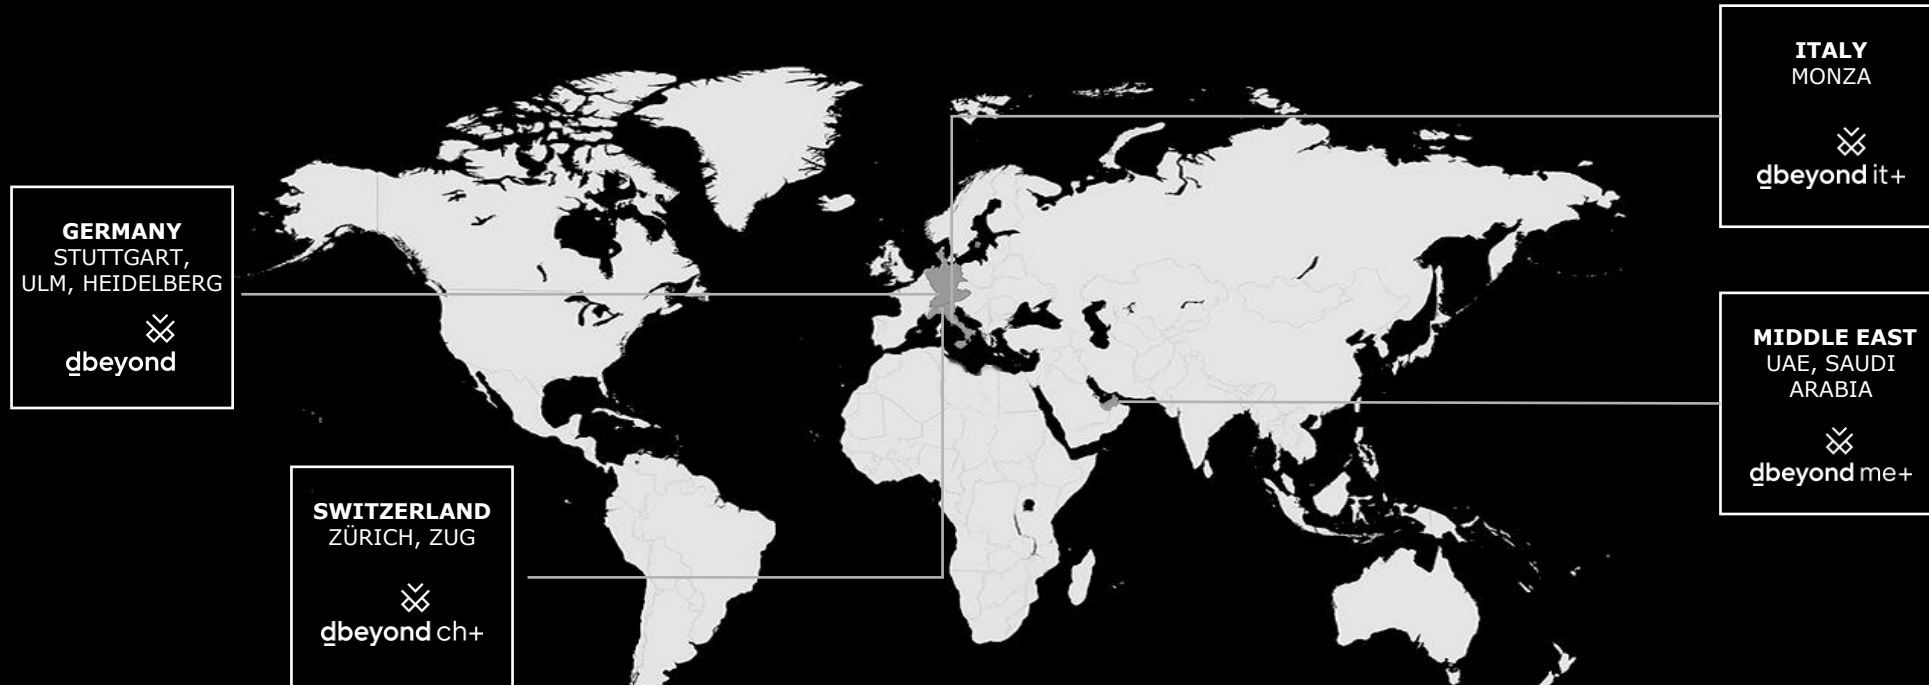 ITALY
MONZA
dbeyond it+
GERMANY
STUTTGART,
ULM, HEIDELBERG
dbeyond
MIDDLE EAST
UAE, SAUDI
ARABIA
dbeyond me+
SWITZERLAND
ZÜRICH, ZUG
dbeyond ch+